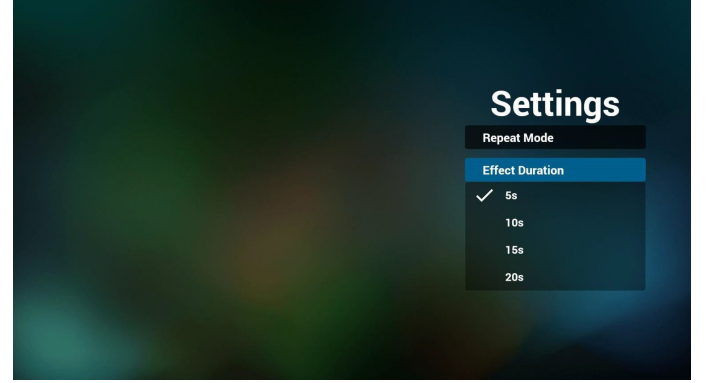 Settings
Repeat Mode
Effect Duration
5s
10s
15s
20s